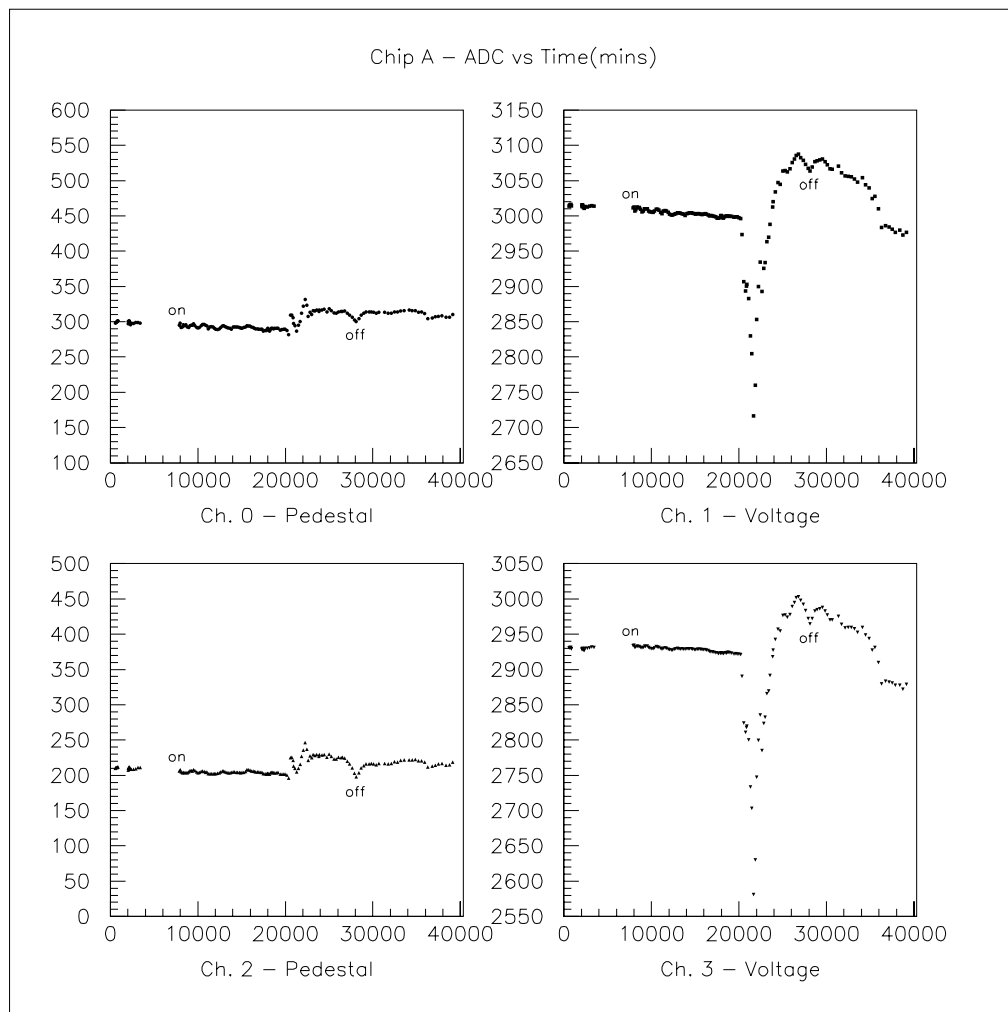 Chip A – ADC vs Time(mins)
600
550
500
450
400
350
300
250
200
150
100
on
off
0 10000 20000 30000 40000
Ch. 0 – Pedestal
3150
3100
3050
3000
2950
2900
2850
2800
2750
2700
2650
on
off
0 10000 20000 30000 40000
Ch. 1 – Voltage
500
450
400
350
300
250
200
150
100
50
0
on
off
0 10000 20000 30000 40000
Ch. 2 – Pedestal
3050
3000
2950
2900
2850
2800
2750
2700
2650
2600
2550
on
off
0 10000 20000 30000 40000
Ch. 3 – Voltage